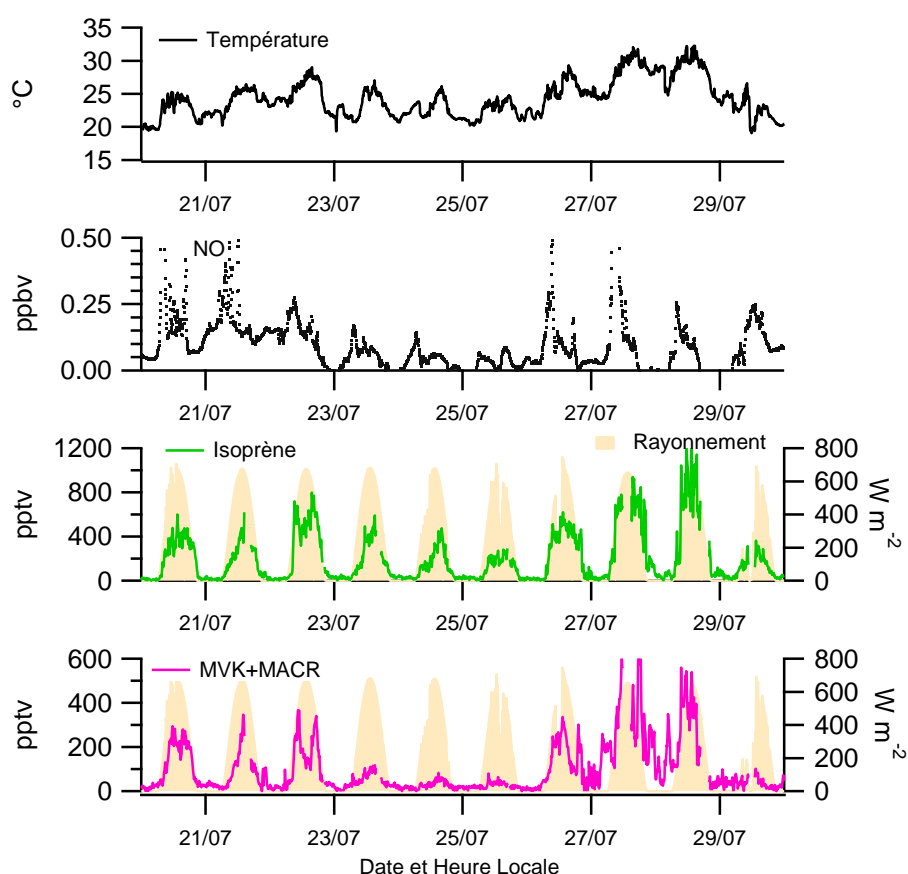 35
Température
30
25
20
15
°C
21/07 23/07 25/07 27/07 29/07
0.50
NO
0.25
0.00
ppbv
21/07 23/07 25/07 27/07 29/07
1200 Isoprène Rayonnement 800
800 600
400 400
200
0 0
pptv
W m-2
21/07 23/07 25/07 27/07 29/07
600 MVK+MACR 800
400 600
400
200 200
0 0
pptv
W m-2
21/07 23/07 25/07 27/07 29/07
Date et Heure Locale